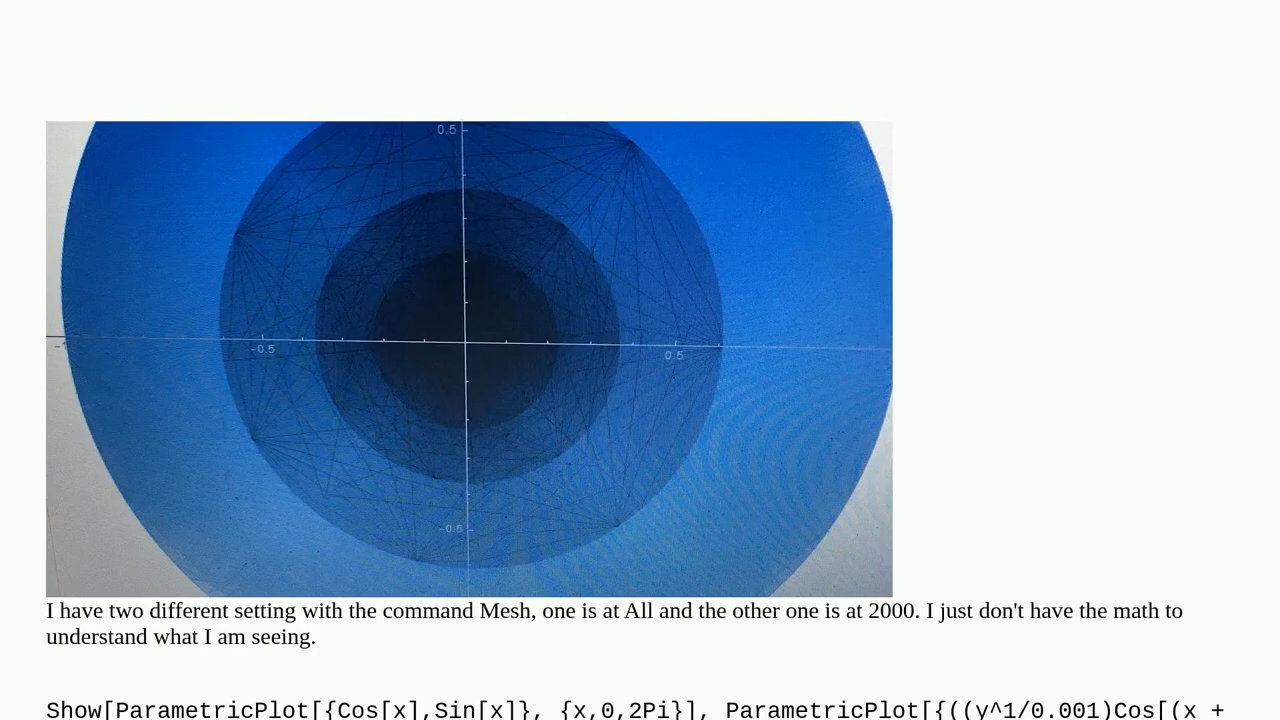 0.5
-1
-0.5
0.5
-0.5
I have two different setting with the command Mesh, one is at All and the other one is at 2000. I just don't have the math to
understand what I am seeing.
Show[ParametricPlot[{Cos[x],Sin[x]}, {x,0,2Pi}], ParametricPlot[{((y^1/0.001)Cos[(x +